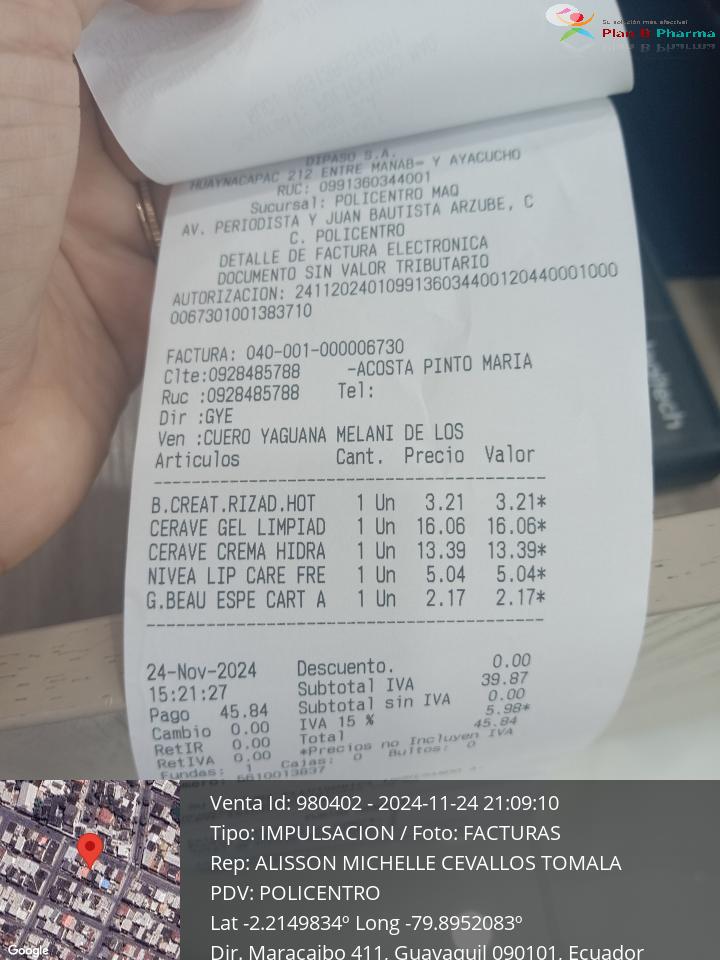 Su solución más efectiva!
Plan B Pharma
DIPASO S.A.
HUAYNACAPAC 212 ENTRE MANAB← Y AYACUCHO
RUC: 0991360344001
Sucursal: POLICENTRO MAQ
AV. PERIODISTA Y JUAN BAUTISTA ARZUBE, C
C. POLICENTRO
DETALLE DE FACTURA ELECTRONICA
DOCUMENTO SIN VALOR TRIBUTARIO
AUTORIZACION: 2411202401099136034400120440001000
0067301001383710
FACTURA: 040-001-000006730
Clte:0928485788 -ACOSTA PINTO MARIA
Ruc :0928485788 Tel:
Dir :GYE
Ven :CUERO YAGUANA MELANI DE LOS
Articulos Cant. Precio Valor
B.CREAT.RIZAD.HOT 1 Un 3.21 3.21*
CERAVE GEL LIMPIAD 1 Un 16.06 16.06*
CERAVE CREMA HIDRA 1 Un 13.39 13.39*
NIVEA LIP CARE FRE 1 Un 5.04 5.04*
G.BEAU ESPE CART A 1 Un 2.17 2.17*
24-Nov-2024 Descuento. 0.00
15:21:27 Subtotal IVA 39.87
Pago 45.84 Subtotal sin IVA 0.00
Cambio 0.00 IVA 15 % 5.98*
RetIR 0.00 Total 45.84
RetIVA 0.00 *Precios no Incluyen IVA
Fundas: 1 Cajas: 0 Bultos: 0
5610013837
logitech
Venta Id: 980402 - 2024-11-24 21:09:10
Tipo: IMPULSACION / Foto: FACTURAS
Rep: ALISSON MICHELLE CEVALLOS TOMALA
PDV: POLICENTRO
Lat -2.2149834º Long -79.8952083º
Dir. Maracaibo 411, Guayaquil 090101, Ecuador
Google